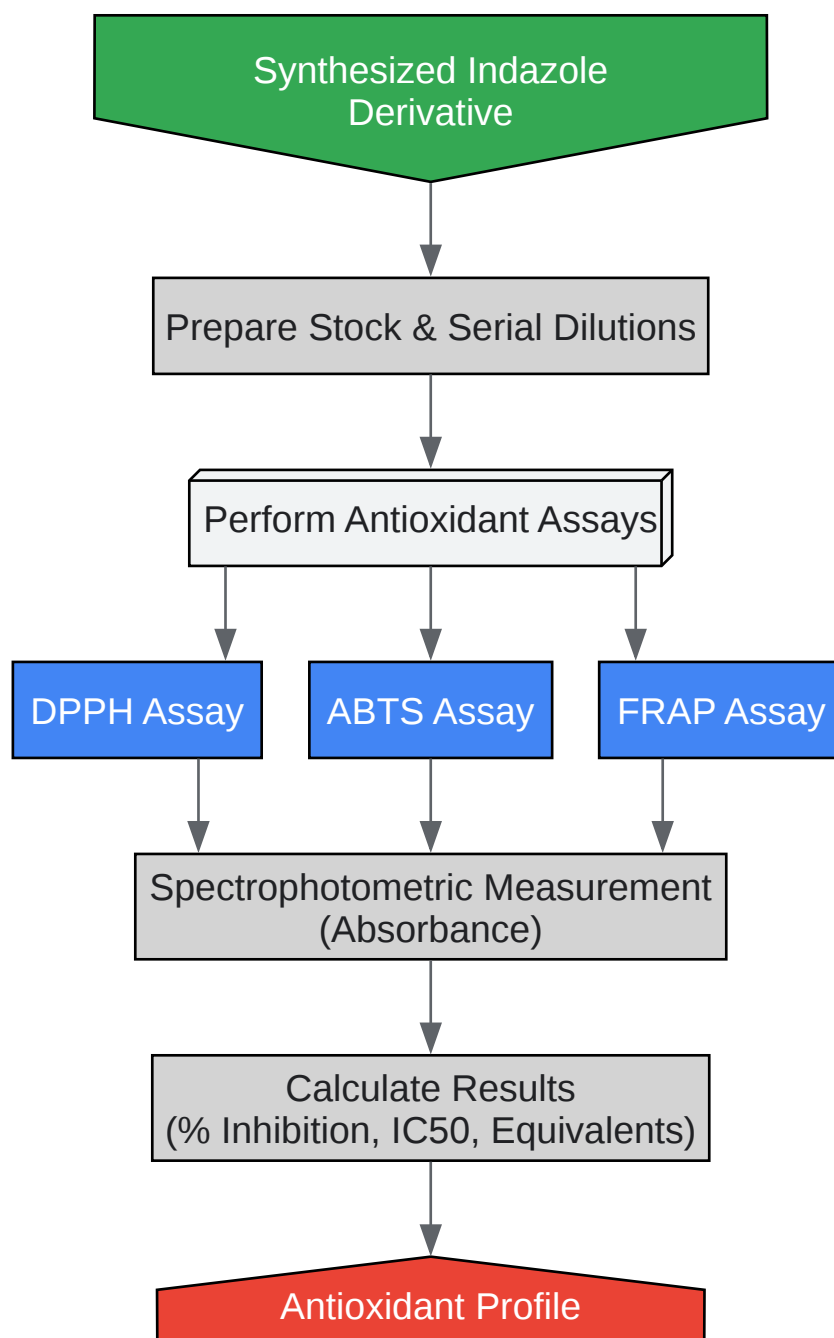 Synthesized Indazole
Derivative
Prepare Stock & Serial Dilutions
Perform Antioxidant Assays
DPPH Assay
ABTS Assay
FRAP Assay
Spectrophotometric Measurement
(Absorbance)
Calculate Results
(% Inhibition, IC50, Equivalents)
Antioxidant Profile